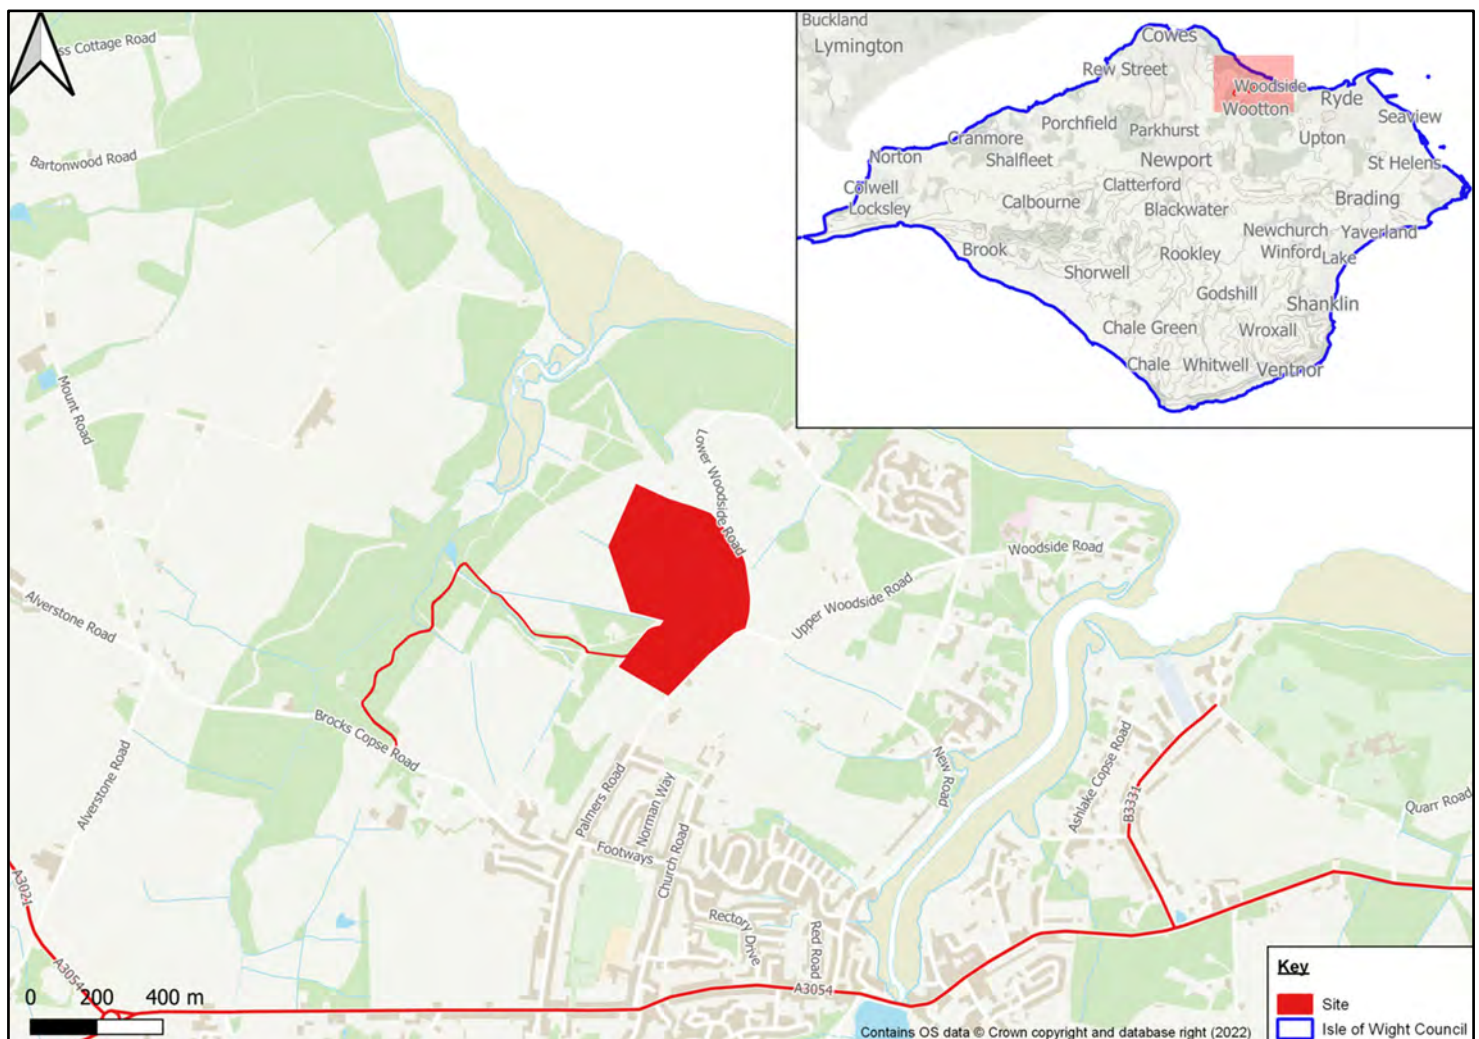 ss Cottage Road
Bartonwood Road
Mount Road
Alverstone Road
Alverstone Road
Brocks Copse Road
Lower Woodside Road
Upper Woodside Road
Woodside Road
New Road
Ashlake Copse Road
B3331
Quarr Road
Palmers Road
Norman Way
Church Road
Footways
Rectory Drive
Red Road
A3021
A3054
A3054
0 200 400 m
Buckland
Lymington
Cowes
Rew Street
Woodside
Wootton
Ryde
Seaview
Porchfield
Parkhurst
Upton
Cranmore
Norton
Shalfleet
Newport
St Helens
Colwell
Clatterford
Locksley
Calbourne
Blackwater
Brading
Newchurch
Yaverland
Brook
Rookley
Winford
Lake
Shorwell
Godshill
Shanklin
Chale Green
Wroxall
Chale
Whitwell
Ventnor
Key
Site
Isle of Wight Council
Contains OS data © Crown copyright and database right (2022)